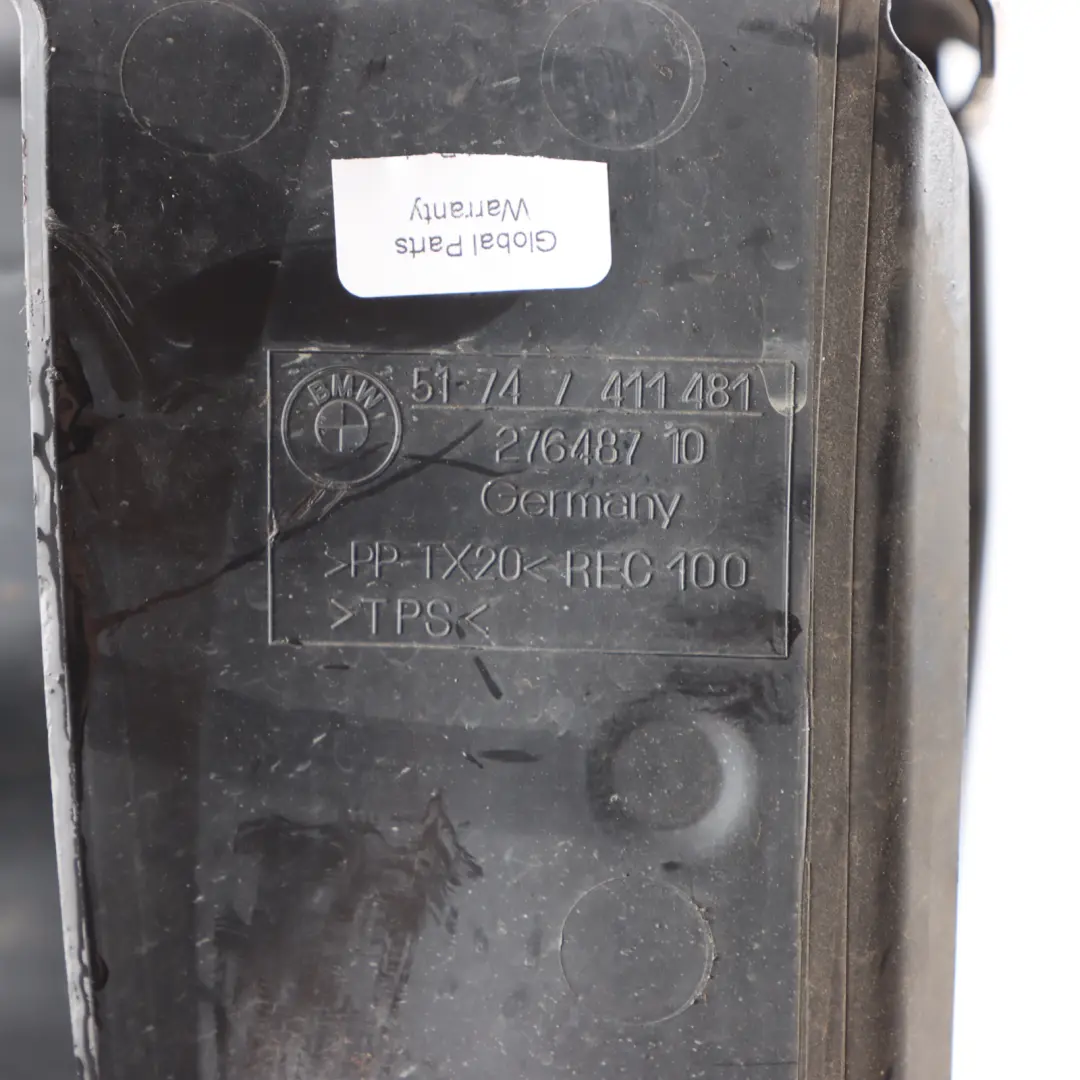 Global Parts
Warranty
BMW
51-74 / 7 411 481
276487 10
Germany
>PP-TX20< REC 100
>TPS<